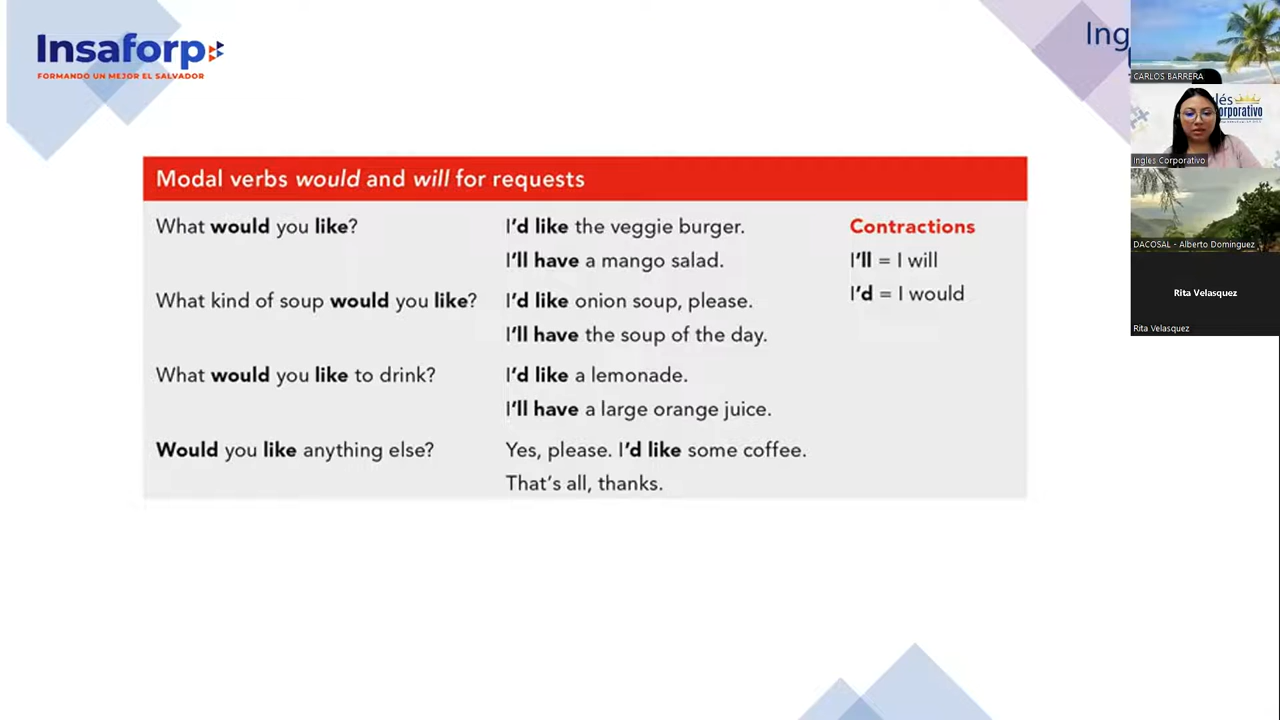 Insaforp
FORMANDO UN MEJOR EL SALVADOR
Ing
Modal verbs would and will for requests
What would you like?
I'd like the veggie burger.
I'll have a mango salad.
What kind of soup would you like?
I'd like onion soup, please.
I'll have the soup of the day.
What would you like to drink?
I'd like a lemonade.
I'll have a large orange juice.
Would you like anything else?
Yes, please. I'd like some coffee.
That's all, thanks.
Contractions
I'll = I will
I'd = I would
CARLOS BARRERA
lés
orporativo
Ingles Corporativo
DACOSAL - Alberto Dominguez
Rita Velasquez
Rita Velasquez